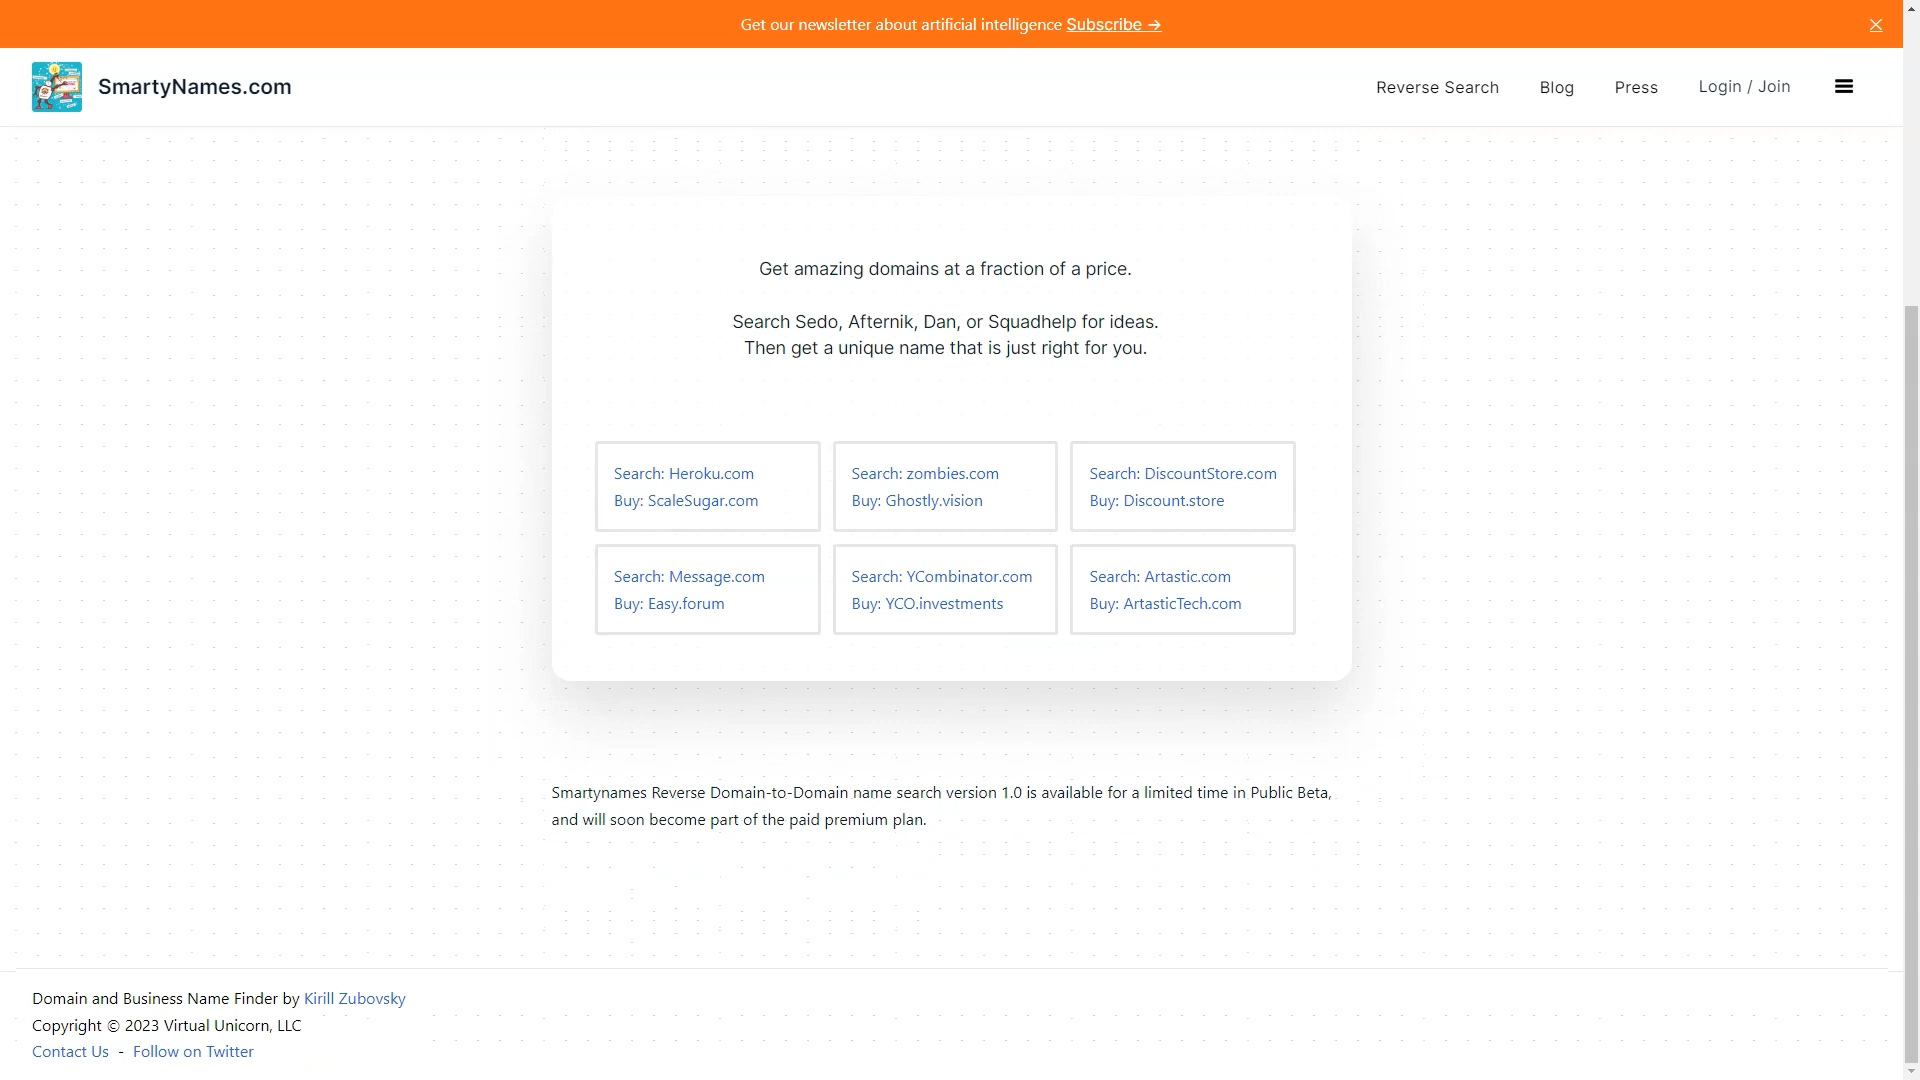 Get our newsletter about artificial intelligence Subscribe →
SmartyNames.com
Reverse Search
Blog
Press
Login / Join
Get amazing domains at a fraction of a price.
Search Sedo, Afternik, Dan, or Squadhelp for ideas.
Then get a unique name that is just right for you.
Search: Heroku.com
Buy: ScaleSugar.com
Search: zombies.com
Buy: Ghostly.vision
Search: DiscountStore.com
Buy: Discount.store
Search: Message.com
Buy: Easy.forum
Search: YCombinator.com
Buy: YCO.investments
Search: Artastic.com
Buy: ArtasticTech.com
Smartynames Reverse Domain-to-Domain name search version 1.0 is available for a limited time in Public Beta,
and will soon become part of the paid premium plan.
Domain and Business Name Finder by Kirill Zubovsky
Copyright © 2023 Virtual Unicorn, LLC
Contact Us - Follow on Twitter